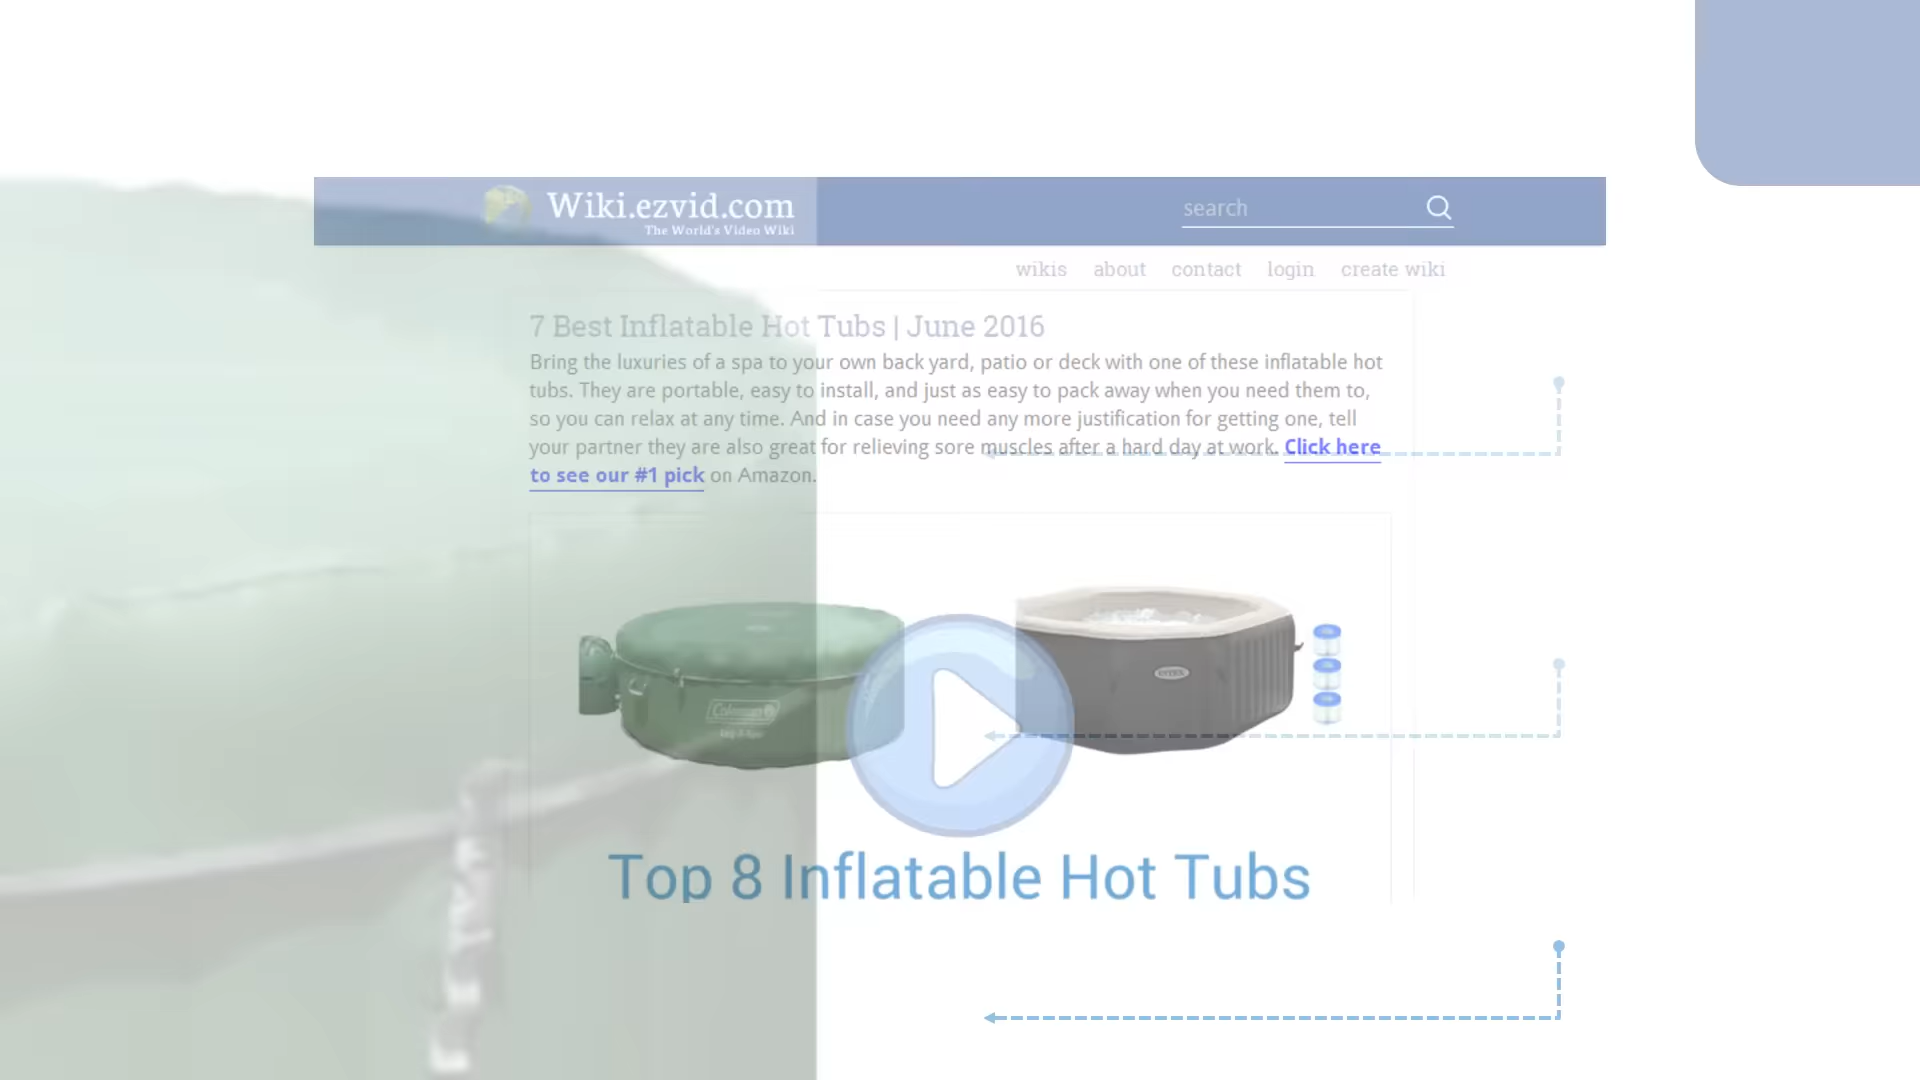 Wiki.ezvid.com
The World's Video Wiki
search
wikis about contact login create wiki
7 Best Inflatable Hot Tubs | June 2016
Bring the luxuries of a spa to your own back yard, patio or deck with one of these inflatable hot
tubs. They are portable, easy to install, and just as easy to pack away when you need them to,
so you can relax at any time. And in case you need any more justification for getting one, tell
your partner they are also great for relieving sore muscles after a hard day at work. Click here
to see our #1 pick on Amazon.
Coleman
INTEX
Top 8 Inflatable Hot Tubs